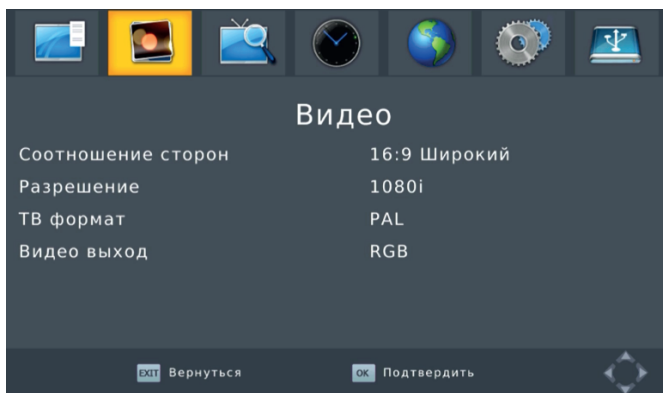 Видео
Соотношение сторон 16:9 Широкий
Разрешение 1080i
ТВ формат PAL
Видео выход RGB
EXIT Вернуться OK Подтвердить